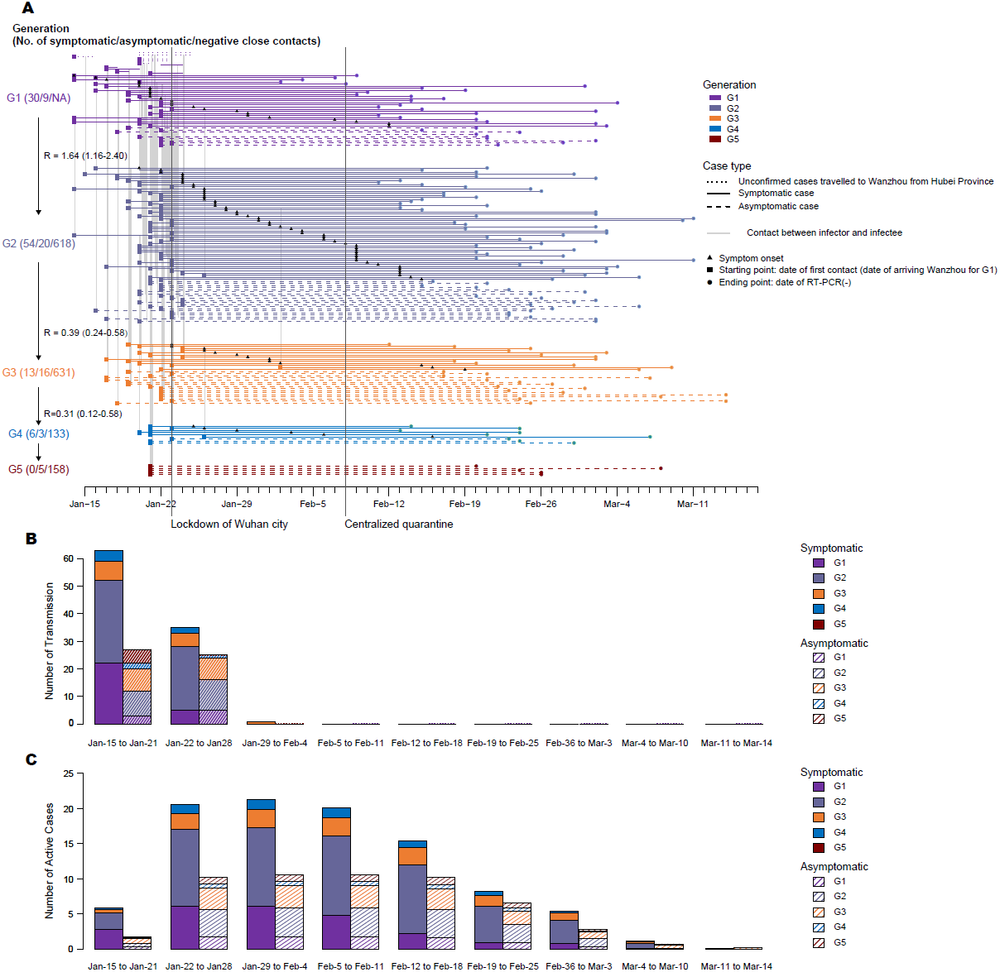 A
Generation
(No. of symptomatic/asymptomatic/negative close contacts)
G1 (30/9/NA)
R = 1.64 (1.16-2.40)
G2 (54/20/618)
R = 0.39 (0.24-0.58)
G3 (13/16/631)
R=0.31 (0.12-0.58)
G4 (6/3/133)
G5 (0/5/158)
Jan−15 Jan−22 Jan−29 Feb−5 Feb−12 Feb−19 Feb−26 Mar−4 Mar−11
Lockdown of Wuhan city Centralized quarantine
Generation
G1
G2
G3
G4
G5
Case type
Unconfirmed cases travelled to Wanzhou from Hubei Province
Symptomatic case
Asymptomatic case
Contact between infector and infectee
Symptom onset
Starting point: date of first contact (date of arriving Wanzhou for G1)
Ending point: date of RT-PCR(-)
B
Number of Transmission
60
50
40
30
20
10
0
Jan-15 to Jan-21 Jan-22 to Jan28 Jan-29 to Feb-4 Feb-5 to Feb-11 Feb-12 to Feb-18 Feb-19 to Feb-25 Feb-36 to Mar-3 Mar-4 to Mar-10 Mar-11 to Mar-14
Symptomatic
G1
G2
G3
G4
G5
Asymptomatic
G1
G2
G3
G4
G5
C
Number of Active Cases
25
20
15
10
5
0
Jan-15 to Jan-21 Jan-22 to Jan28 Jan-29 to Feb-4 Feb-5 to Feb-11 Feb-12 to Feb-18 Feb-19 to Feb-25 Feb-36 to Mar-3 Mar-4 to Mar-10 Mar-11 to Mar-14
Symptomatic
G1
G2
G3
G4
G5
Asymptomatic
G1
G2
G3
G4
G5